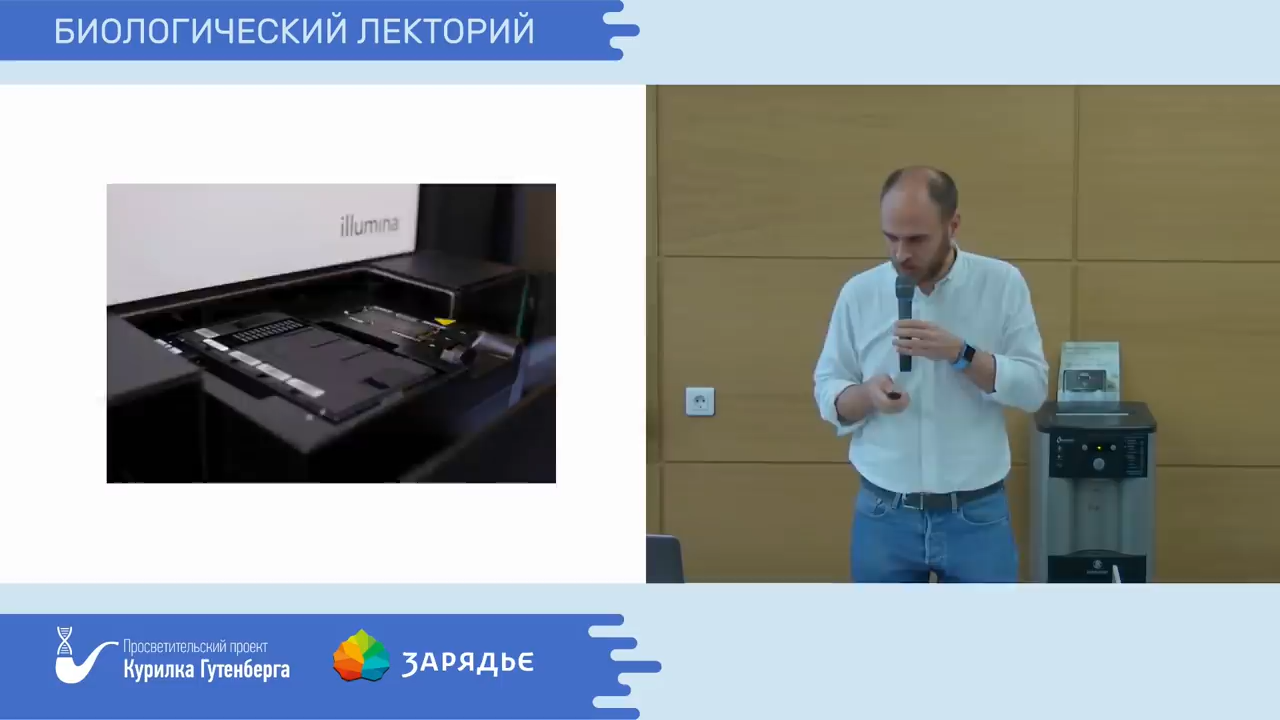 БИОЛОГИЧЕСКИЙ ЛЕКТОРИЙ
illumina
Просветительский проект
Курилка Гутенберга
ЗАРЯДЬЕ